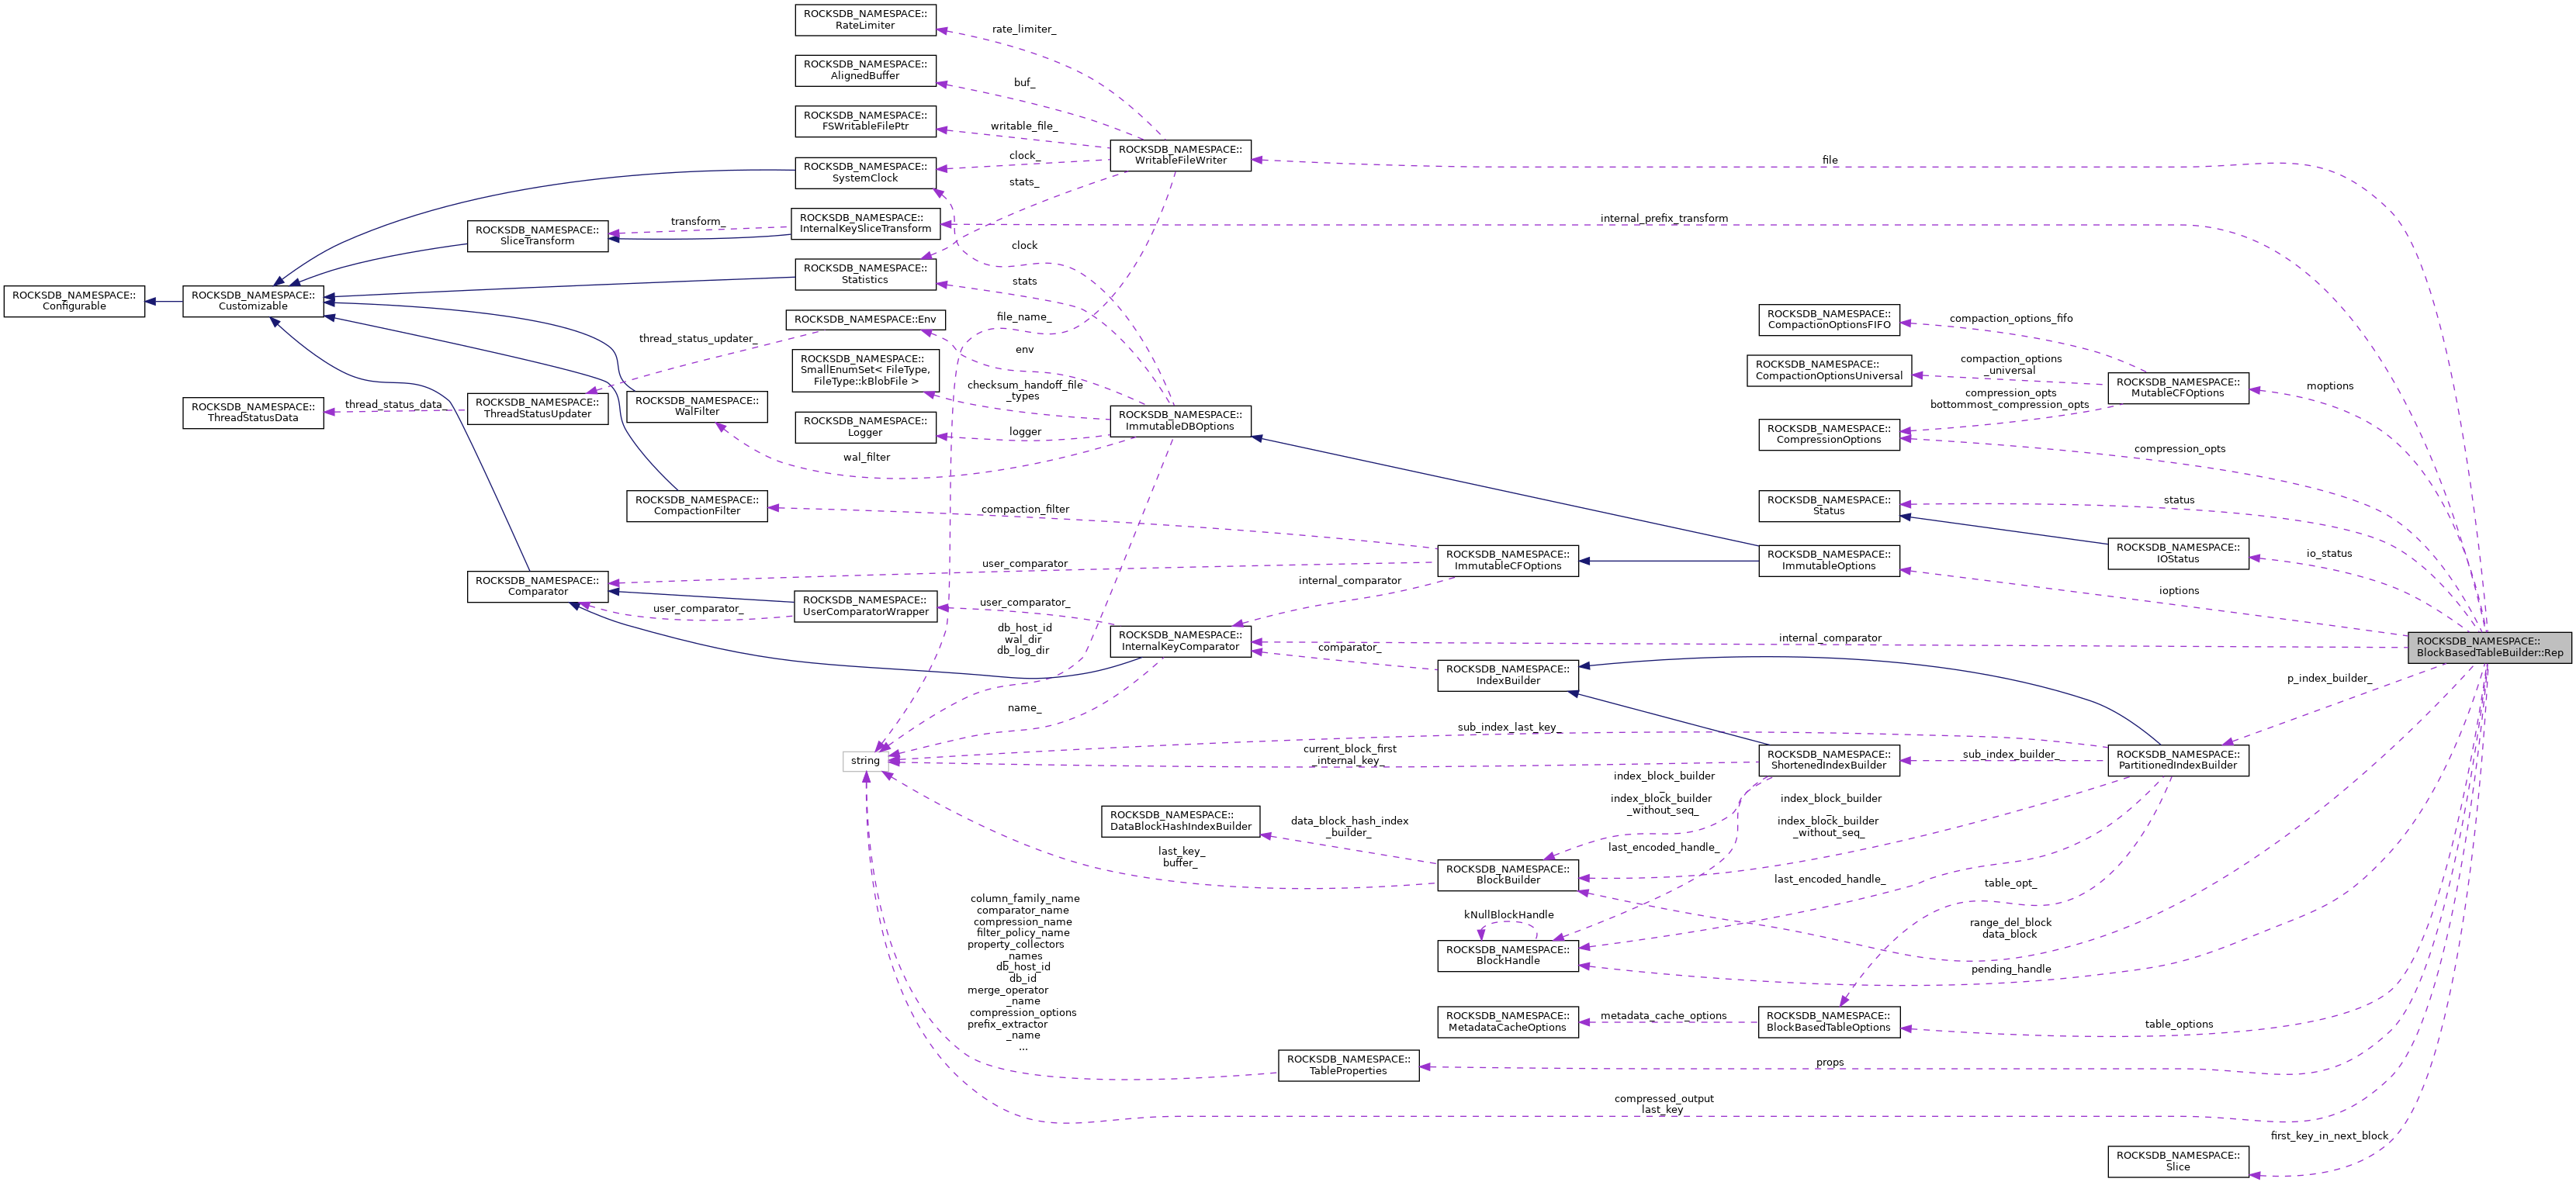 ROCKSDB_NAMESPACE::
RateLimiter
rate_limiter_
ROCKSDB_NAMESPACE::
AlignedBuffer
buf_
ROCKSDB_NAMESPACE::
FSWritableFilePtr
writable_file_
ROCKSDB_NAMESPACE::
WritableFileWriter
file
clock_
ROCKSDB_NAMESPACE::
SystemClock
stats_
ROCKSDB_NAMESPACE::
InternalKeySliceTransform
internal_prefix_transform
transform_
ROCKSDB_NAMESPACE::
SliceTransform
clock
ROCKSDB_NAMESPACE::
Statistics
stats
ROCKSDB_NAMESPACE::
Configurable
ROCKSDB_NAMESPACE::
Customizable
file_name_
ROCKSDB_NAMESPACE::Env
thread_status_updater_
env
ROCKSDB_NAMESPACE::
CompactionOptionsFIFO
compaction_options_fifo
ROCKSDB_NAMESPACE::
SmallEnumSet< FileType,
FileType::kBlobFile >
ROCKSDB_NAMESPACE::
CompactionOptionsUniversal
compaction_options
_universal
ROCKSDB_NAMESPACE::
MutableCFOptions
moptions
checksum_handoff_file
_types
compression_opts
bottommost_compression_opts
ROCKSDB_NAMESPACE::
ThreadStatusData
thread_status_data_
ROCKSDB_NAMESPACE::
ThreadStatusUpdater
ROCKSDB_NAMESPACE::
WalFilter
ROCKSDB_NAMESPACE::
Logger
logger
ROCKSDB_NAMESPACE::
ImmutableDBOptions
ROCKSDB_NAMESPACE::
CompressionOptions
compression_opts
wal_filter
ROCKSDB_NAMESPACE::
CompactionFilter
compaction_filter
ROCKSDB_NAMESPACE::
Status
status
ROCKSDB_NAMESPACE::
IOStatus
io_status
ROCKSDB_NAMESPACE::
ImmutableCFOptions
ROCKSDB_NAMESPACE::
ImmutableOptions
ioptions
user_comparator
internal_comparator
ROCKSDB_NAMESPACE::
Comparator
user_comparator_
ROCKSDB_NAMESPACE::
UserComparatorWrapper
user_comparator_
db_host_id
wal_dir
db_log_dir
ROCKSDB_NAMESPACE::
InternalKeyComparator
internal_comparator
ROCKSDB_NAMESPACE::
BlockBasedTableBuilder::Rep
comparator_
ROCKSDB_NAMESPACE::
IndexBuilder
p_index_builder_
name_
sub_index_last_key_
string
current_block_first
_internal_key_
ROCKSDB_NAMESPACE::
ShortenedIndexBuilder
sub_index_builder_
ROCKSDB_NAMESPACE::
PartitionedIndexBuilder
index_block_builder
_
index_block_builder
_without_seq_
index_block_builder
_
index_block_builder
_without_seq_
ROCKSDB_NAMESPACE::
DataBlockHashIndexBuilder
data_block_hash_index
_builder_
last_key_
buffer_
last_encoded_handle_
ROCKSDB_NAMESPACE::
BlockBuilder
last_encoded_handle_
table_opt_
column_family_name
comparator_name
compression_name
filter_policy_name
property_collectors
_names
db_host_id
db_id
merge_operator
_name
compression_options
prefix_extractor
_name
...
kNullBlockHandle
ROCKSDB_NAMESPACE::
BlockHandle
range_del_block
data_block
pending_handle
ROCKSDB_NAMESPACE::
MetadataCacheOptions
metadata_cache_options
ROCKSDB_NAMESPACE::
BlockBasedTableOptions
table_options
ROCKSDB_NAMESPACE::
TableProperties
props
compressed_output
last_key
first_key_in_next_block
ROCKSDB_NAMESPACE::
Slice